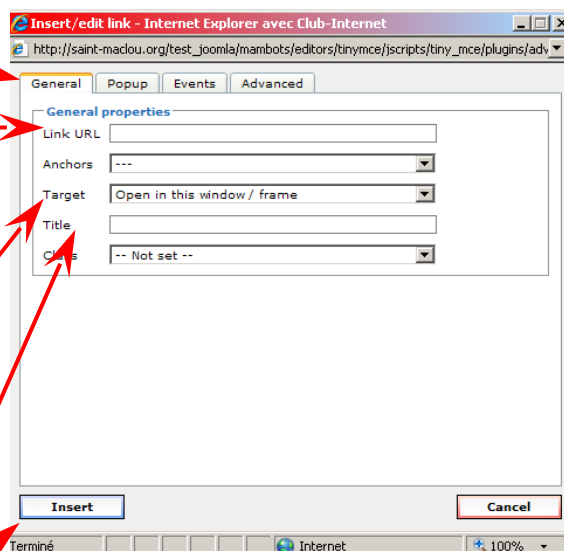 Insert/edit link - Internet Explorer avec Club-Internet
http://saint-maclou.org/test_joomla/mambots/editors/tinymce/jscripts/tiny_mce/plugins/adv
General Popup Events Advanced
General properties
Link URL
Anchors ---
Target Open in this window / frame
Title
Class -- Not set --
Insert Cancel
Terminé Internet 100%